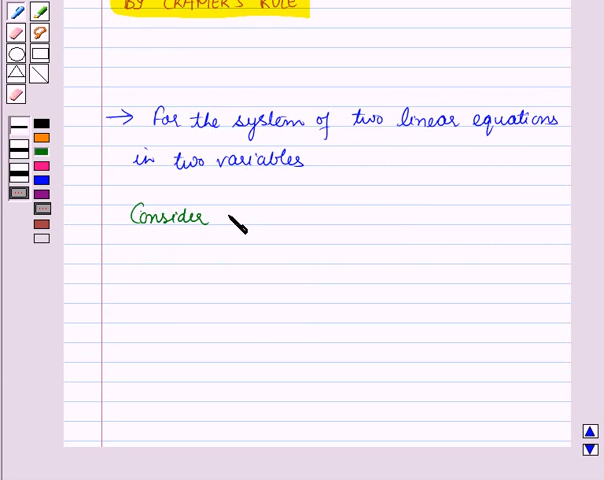 BY CRAMER'S RULE
→ For the system of two linear equations
in two variables
Consider